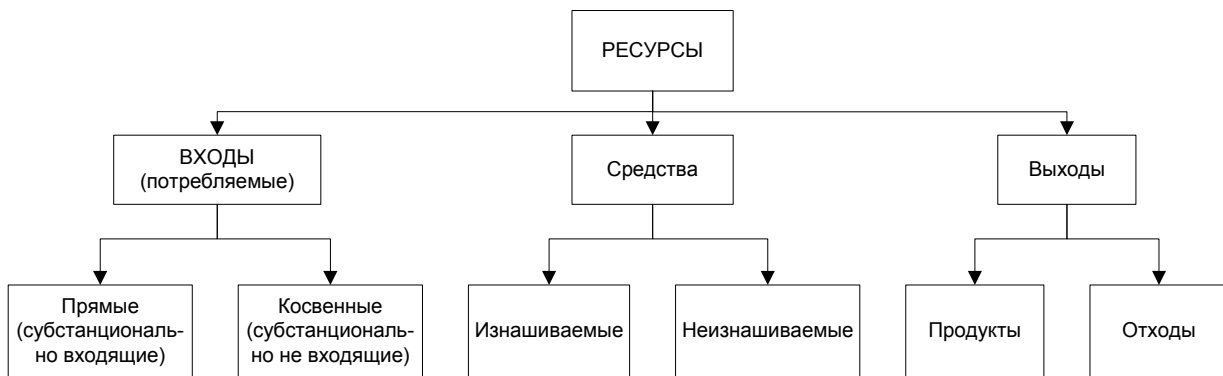 РЕСУРСЫ
ВХОДЫ
(потребляемые)
Средства
Выходы
Прямые
(субстанциональ-
но входящие)
Косвенные
(субстанциональ-
но не входящие)
Изнашиваемые
Неизнашиваемые
Продукты
Отходы